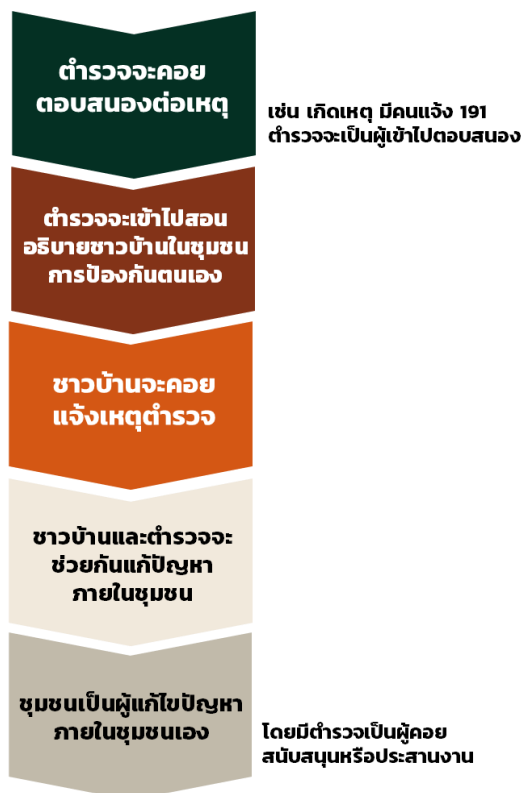 ตำรวจจะคอย
ตอบสนองต่อเหตุ
เช่น เกิดเหตุ มีคนแจ้ง 191
ตำรวจจะเป็นผู้เข้าไปตอบสนอง
ตำรวจจะเข้าไปสอน
อธิบายชาวบ้านในชุมชน
การป้องกันตนเอง
ชาวบ้านจะคอย
แจ้งเหตุตำรวจ
ชาวบ้านและตำรวจจะ
ช่วยกันแก้ปัญหา
ภายในชุมชน
ชุมชนเป็นผู้แก้ไขปัญหา
ภายในชุมชนเอง
โดยมีตำรวจเป็นผู้คอย
สนับสนุนหรือประสานงาน